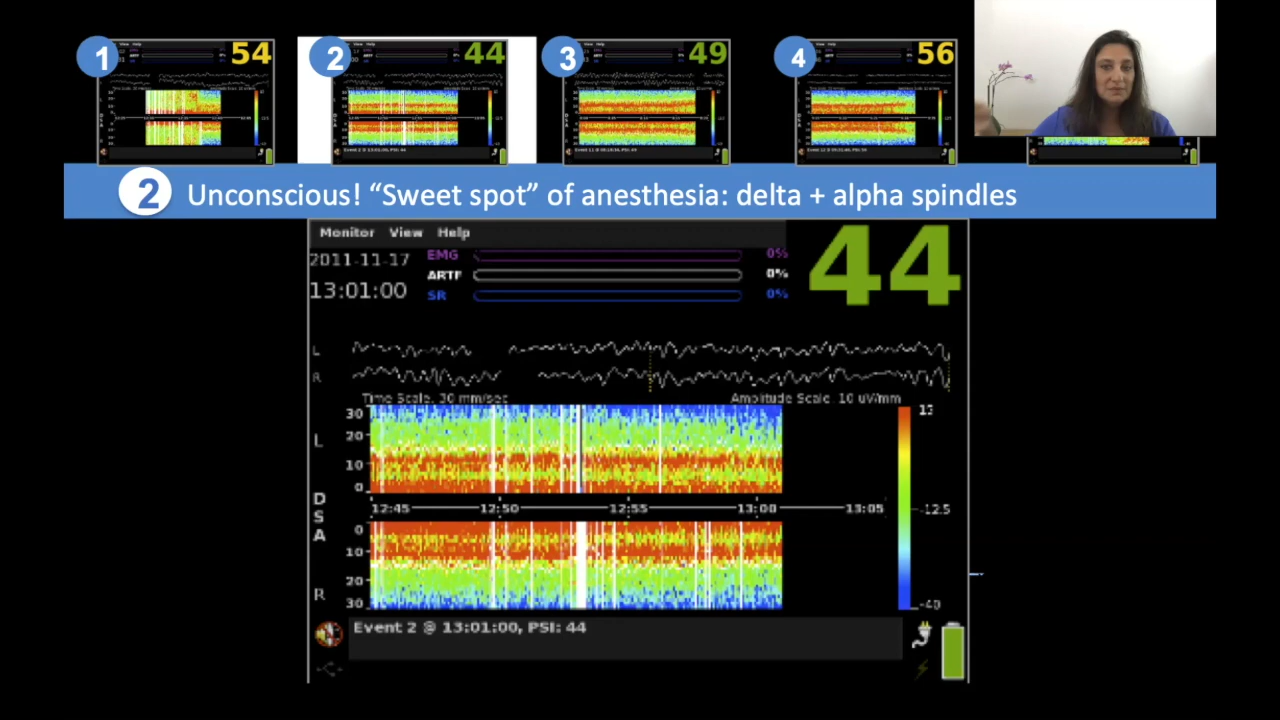 1
54
2
44
3
49
4
56
2 Unconscious! “Sweet spot” of anesthesia: delta + alpha spindles
Monitor View Help
2011-11-17
13:01:00
EMG 0%
ARTF 0%
SR 0%
44
L
R
Time Scale. 30 mm/sec Amplitude Scale. 10 uV/mm
30
20
L
10
0
13
-12.5
-40
DSA
12:45 12:50 12:55 13:00 13:05
0
10
20
R
30
Event 2 @ 13:01:00, PSI: 44